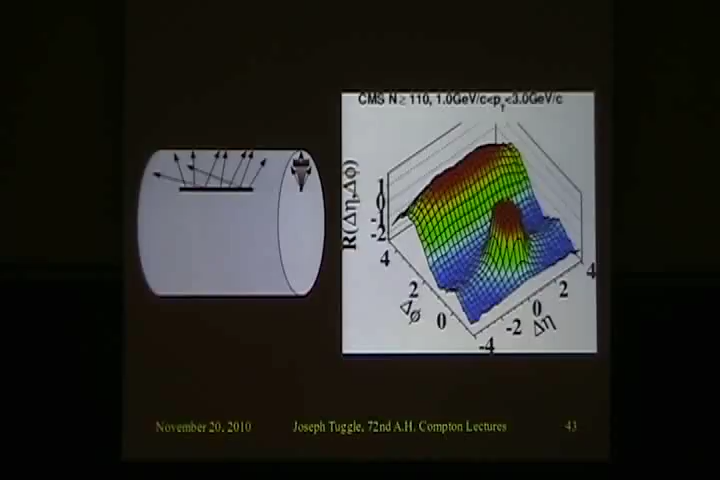 CMS N ≥ 110, 1.0GeV/c<p_T<3.0GeV/c
R(Δη,Δφ)
1
0
-1
-2
4
2
0
Δφ
-4
-2
0
2
4
Δη
November 20, 2010
Joseph Tuggle, 72nd A.H. Compton Lectures
43